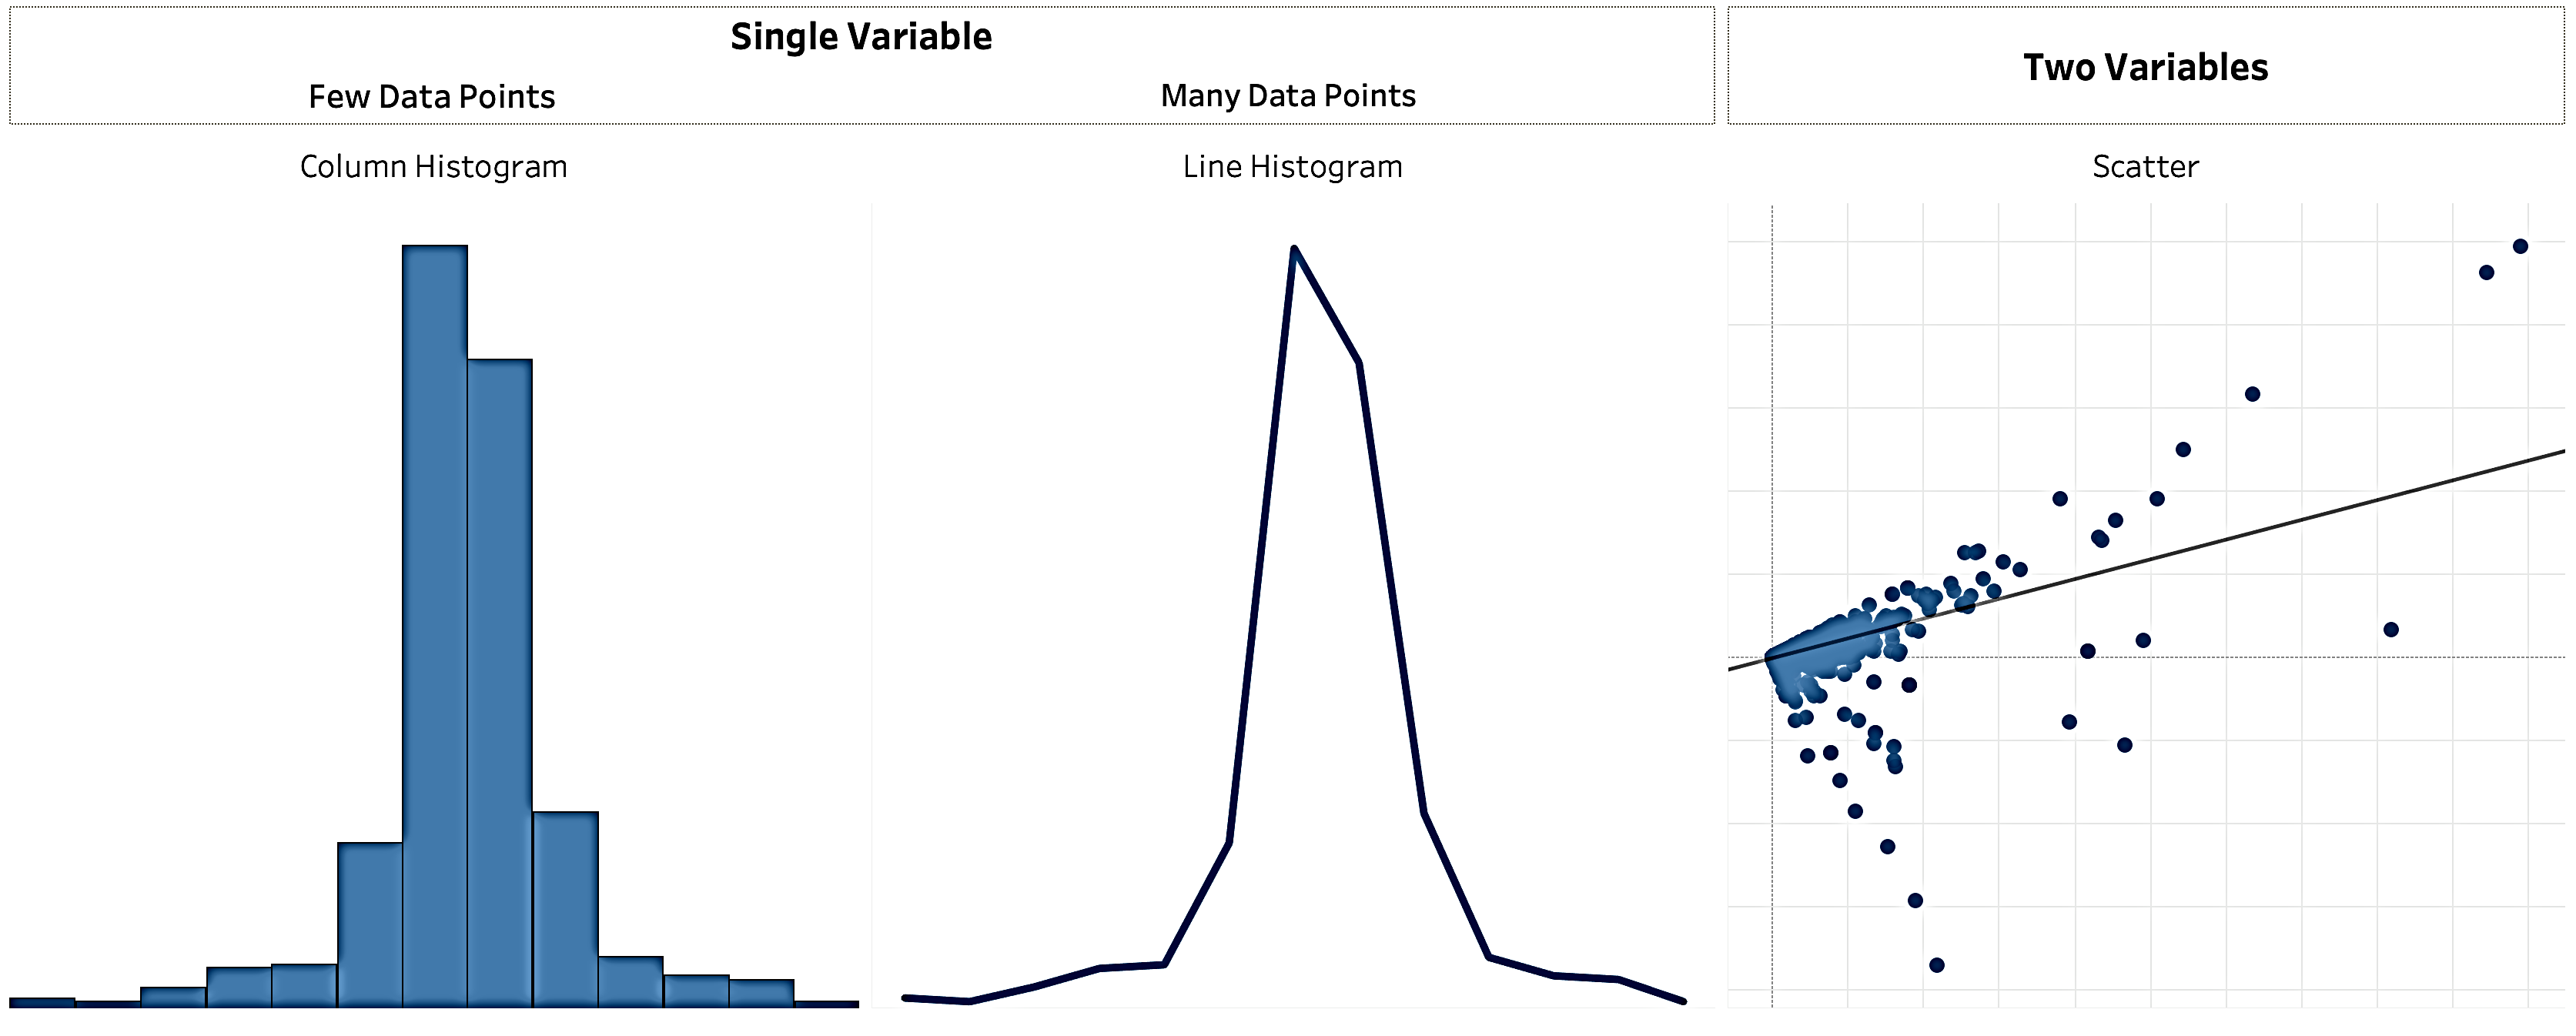 Single Variable
Few Data Points
Many Data Points
Two Variables
Column Histogram
Line Histogram
Scatter